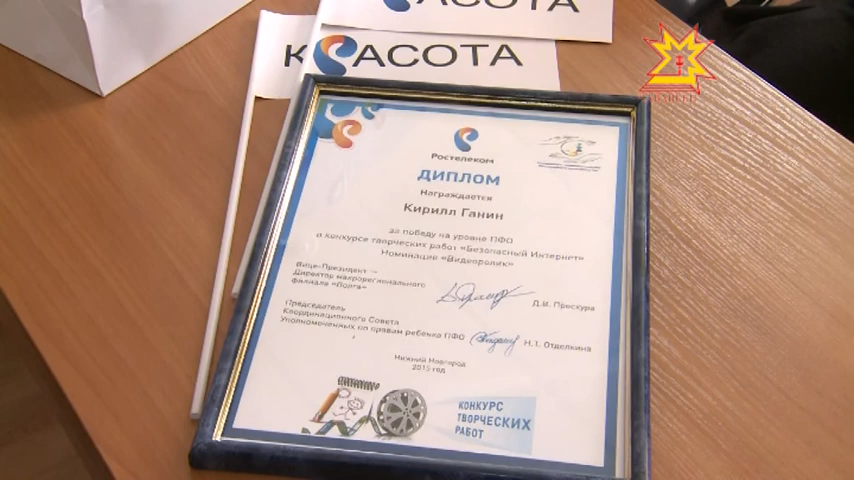 АСОТА
К АСОТА
Ростелеком
ДИПЛОМ
Награждается
Кирилл Ганин
за победу на уровне ПФО
в конкурсе творческих работ «Безопасный Интернет»
Номинация «Видеоролик»
Вице-Президент —
Директор макрорегионального
филиала «Волга»
Д.В. Проскура
Председатель
Координационного Совета
Уполномоченных по правам ребенка ПФО
Н.Т. Отделкина
Нижний Новгород
2015 год
КОНКУРС
ТВОРЧЕСКИХ
РАБОТ